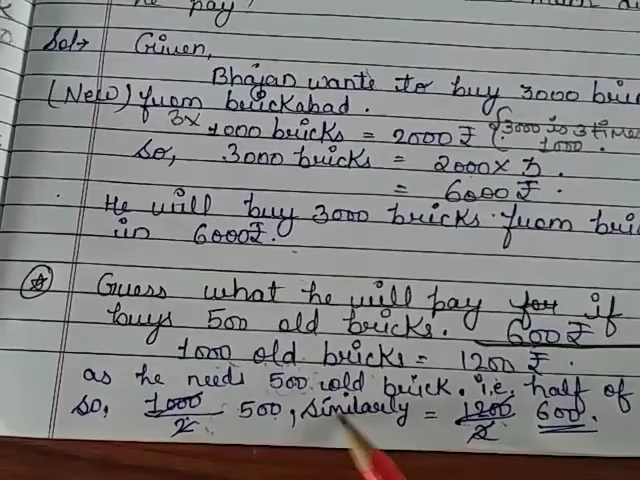 he pay
Sol→ Given,
Bhajan wants to buy 3000
(New) from brickabad.
3x 1000 bricks = 2000₹ {3000 is 3 times
1000.
So, 3000 bricks = 2000×
= 6000₹.
He will buy 3000 bricks from
in 6000₹.
Guess what he will pay for if
buys 500 old bricks. 600₹
1000 old bricks = 1200₹.
as he needs 500 old brick. i.e. half of
So, 1000/2 500, similarly = 1200/2 600.